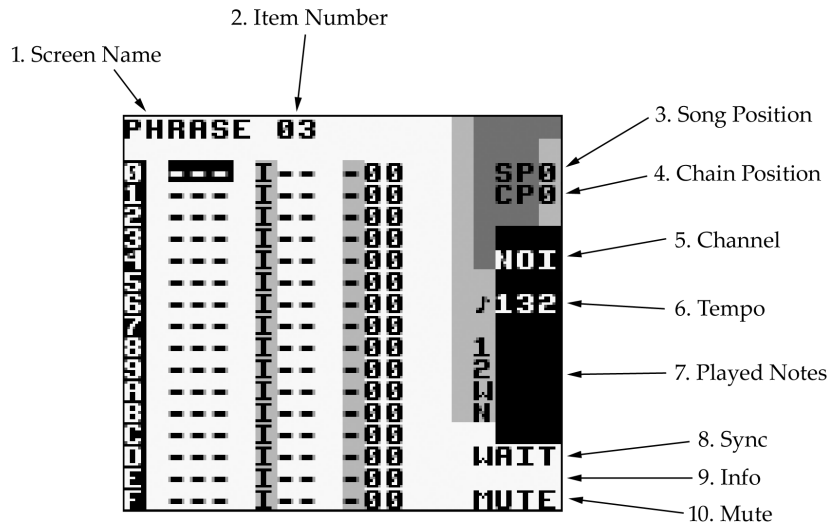 2. Item Number
1. Screen Name
PHRASE 03
3. Song Position
4. Chain Position
5. Channel
6. Tempo
7. Played Notes
8. Sync
9. Info
10. Mute
0 --- I-- -00 SP0
1 --- I-- -00 CP0
2 --- I-- -00
3 --- I-- -00
4 --- I-- -00 NOI
5 --- I-- -00
6 --- I-- -00 ♪132
7 --- I-- -00
8 --- I-- -00 1
9 --- I-- -00 2
A --- I-- -00 W
B --- I-- -00 N
C --- I-- -00
D --- I-- -00 WAIT
E --- I-- -00
F --- I-- -00 MUTE